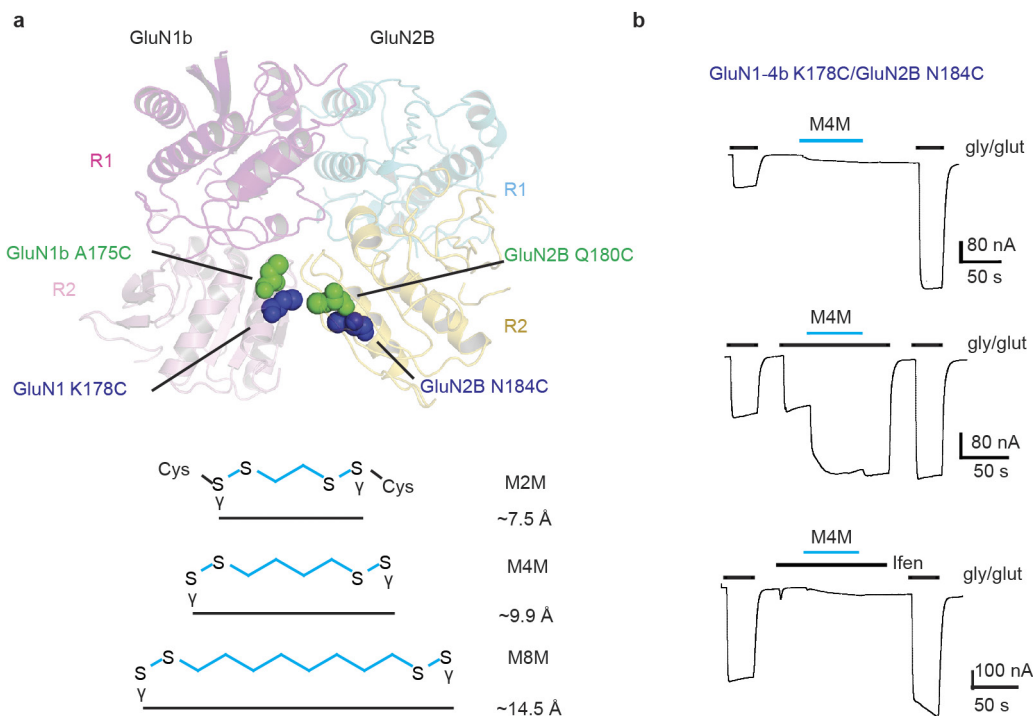 a
GluN1b
GluN2B
R1
R1
GluN1b A175C
GluN2B Q180C
R2
R2
GluN1 K178C
GluN2B N184C
Cys
S
S
S
S
Cys
γ
γ
M2M
~7.5 Å
S
S
S
S
γ
γ
M4M
~9.9 Å
S
S
S
S
γ
γ
M8M
~14.5 Å
b
GluN1-4b K178C/GluN2B N184C
M4M
gly/glut
80 nA
50 s
M4M
gly/glut
80 nA
50 s
M4M
Ifen
gly/glut
100 nA
50 s